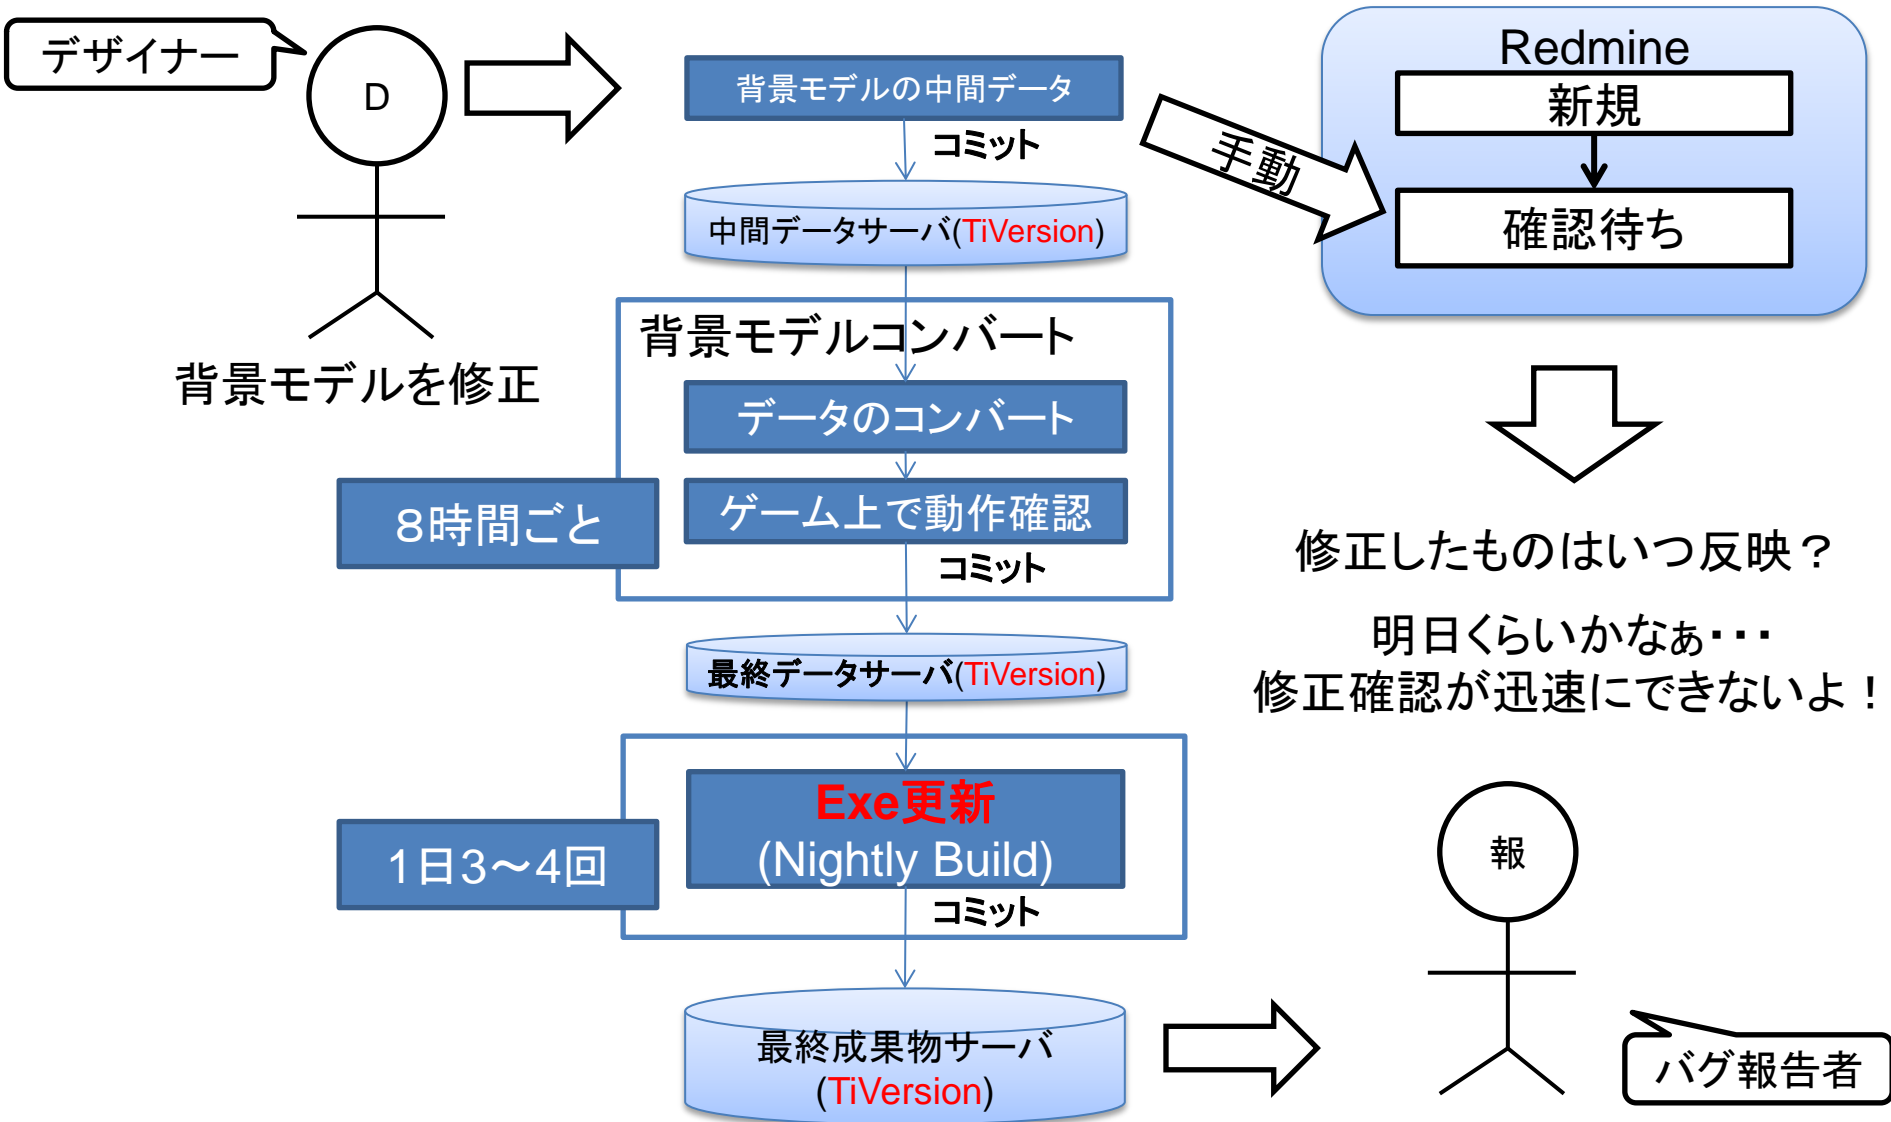 デザイナー
D
背景モデルを修正
背景モデルの中間データ
コミット
中間データサーバ(TiVersion)
背景モデルコンバート
データのコンバート
ゲーム上で動作確認
８時間ごと
コミット
最終データサーバ(TiVersion)
Exe更新
(Nightly Build)
1日3～4回
コミット
最終成果物サーバ
(TiVersion)
手動
Redmine
新規
確認待ち
修正したものはいつ反映？
明日くらいかなぁ・・・
修正確認が迅速にできないよ！
報
バグ報告者